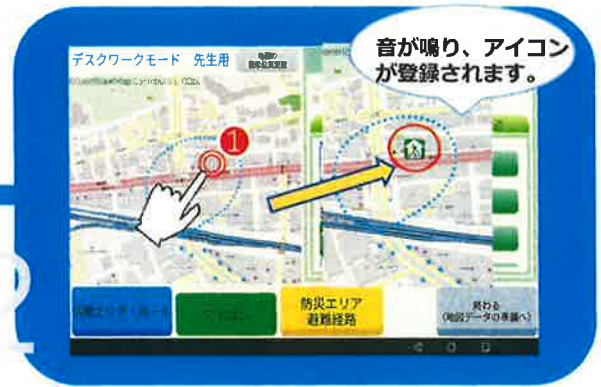 音が鳴り、アイコン
が登録されます。
デスクワークモード 先生用
1
防災エリア
避難経路
終わる
(地図データの準備へ)
2